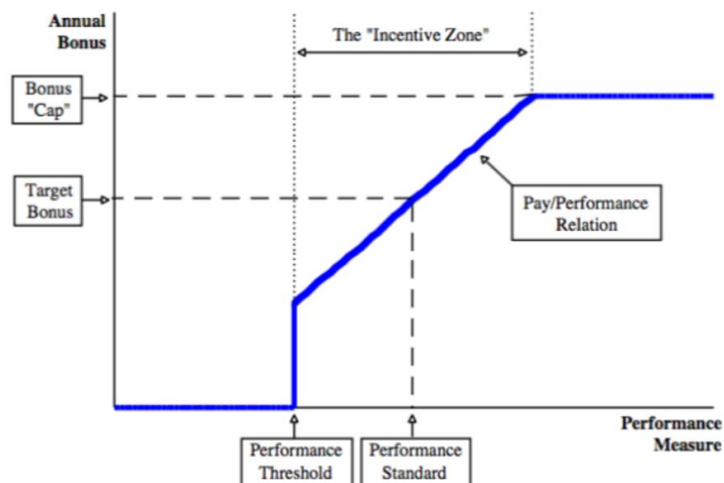 Annual
Bonus
The "Incentive Zone"
Bonus
"Cap"
Target
Bonus
Pay/Performance
Relation
Performance
Measure
Performance
Threshold
Performance
Standard